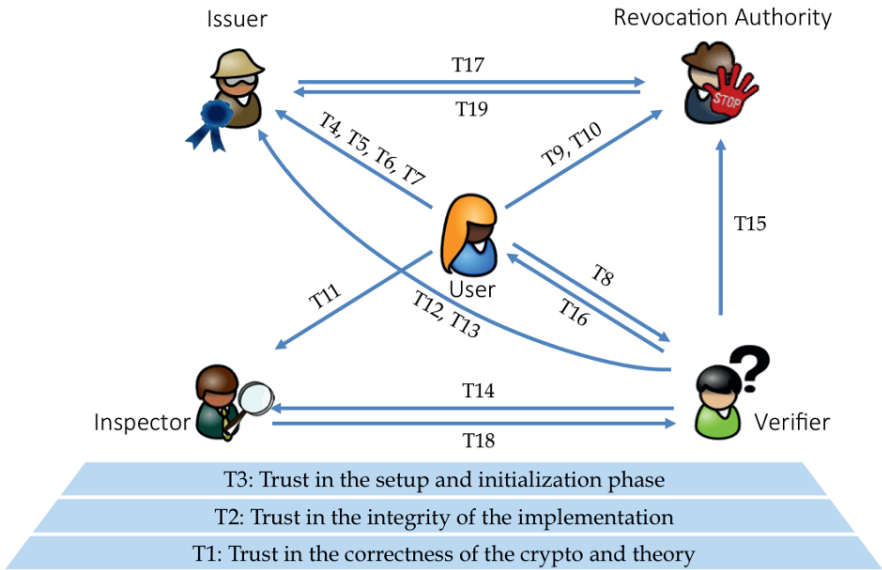 Issuer
Revocation Authority
T17
T19
STOP
T4, T5, T6, T7
T9, T10
T15
User
T8
T16
T11
T12, T13
T14
Inspector
Verifier
T18
T3: Trust in the setup and initialization phase
T2: Trust in the integrity of the implementation
T1: Trust in the correctness of the crypto and theory